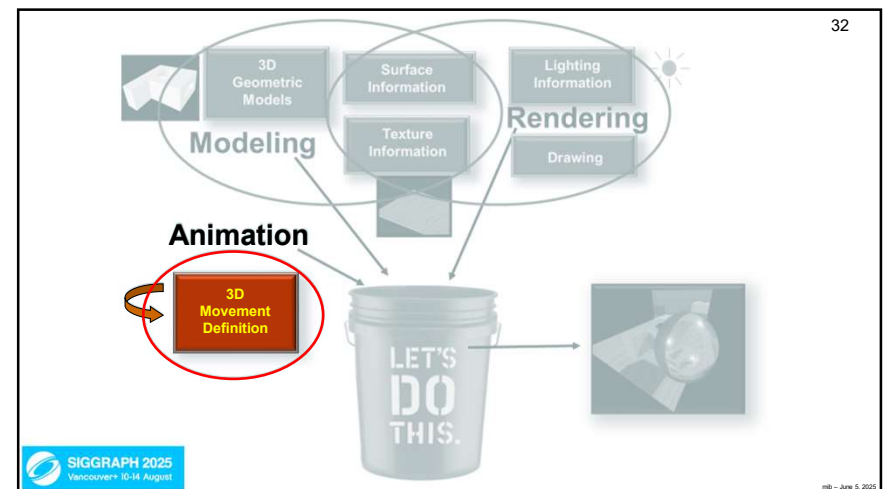 32
3D
Geometric
Models
Surface
Information
Lighting
Information
Modeling
Texture
Information
Rendering
Drawing
Animation
3D
Movement
Definition
LET'S
DO
THIS.
SIGGRAPH 2025
Vancouver+ 10-14 August
mjb – June 5, 2025